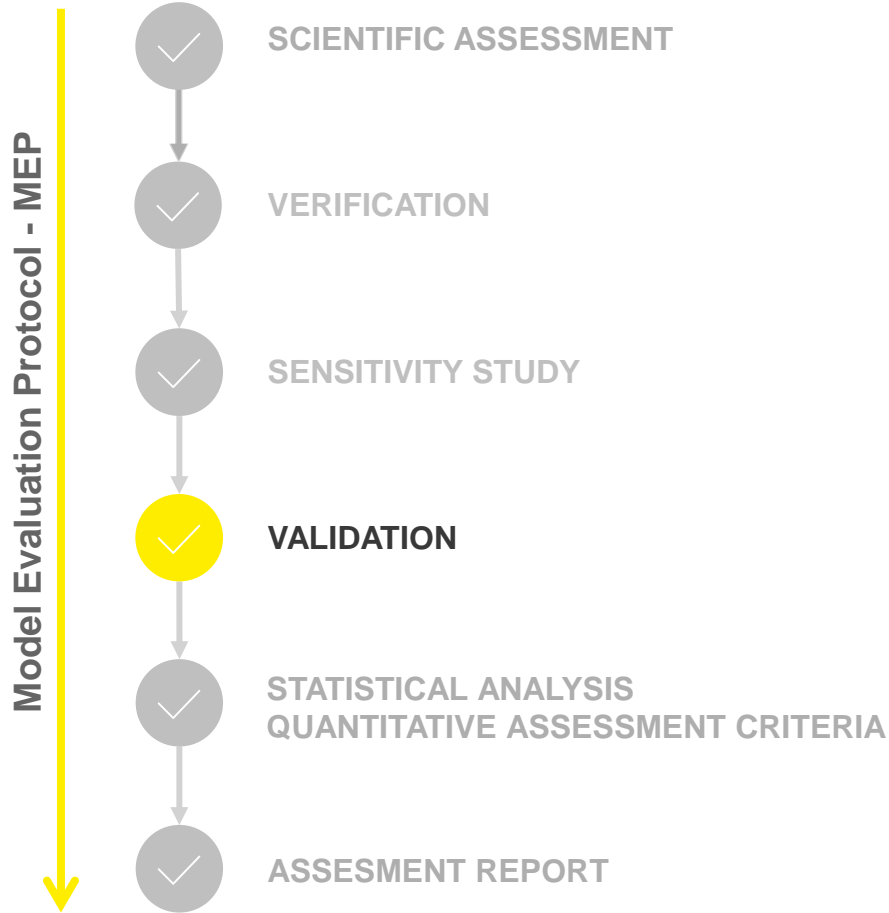 Model Evaluation Protocol - MEP
SCIENTIFIC ASSESSMENT
VERIFICATION
SENSITIVITY STUDY
VALIDATION
STATISTICAL ANALYSIS
QUANTITATIVE ASSESSMENT CRITERIA
ASSESMENT REPORT